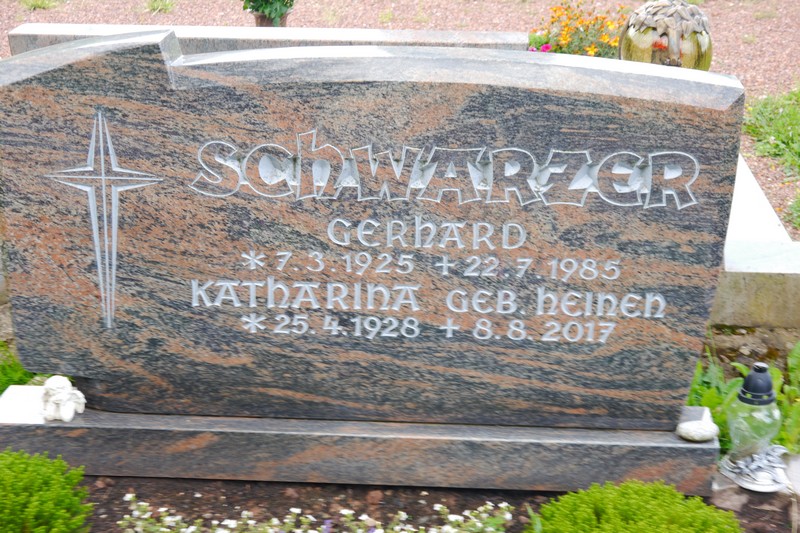 SCHWARZER
GERHARD
* 7.3.1925 + 22.7.1985
KATHARINA GEB. HEINEN
* 25.4.1928 + 8.8.2017